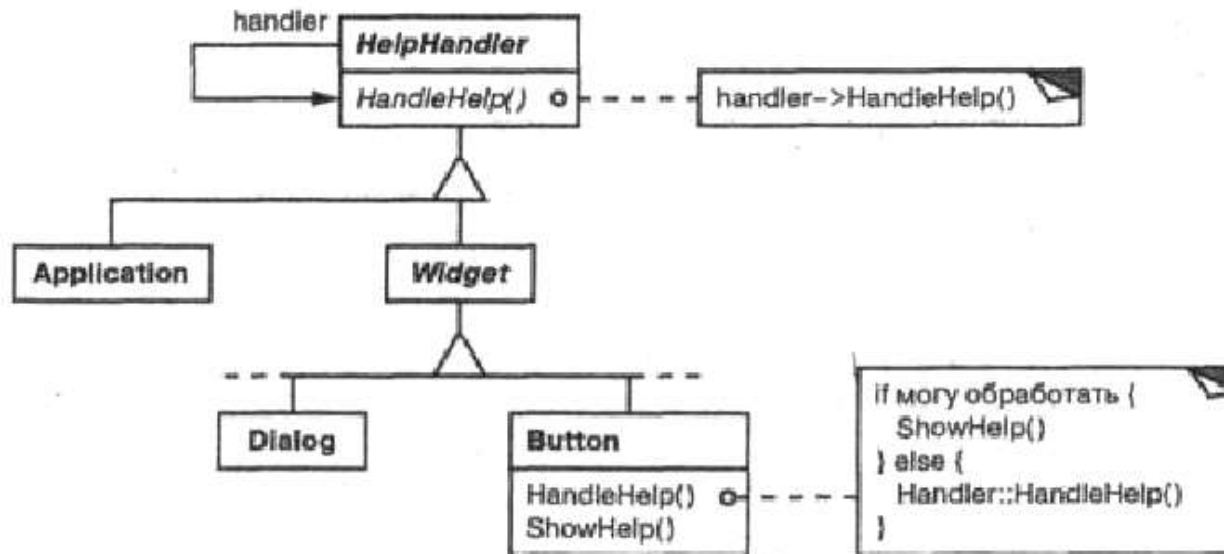 handler
HelpHandler
HandleHelp()
handler->HandleHelp()
Application
Widget
Dialog
Button
HandleHelp()
ShowHelp()
if могу обработать {
ShowHelp()
} else {
Handler::HandleHelp()
}